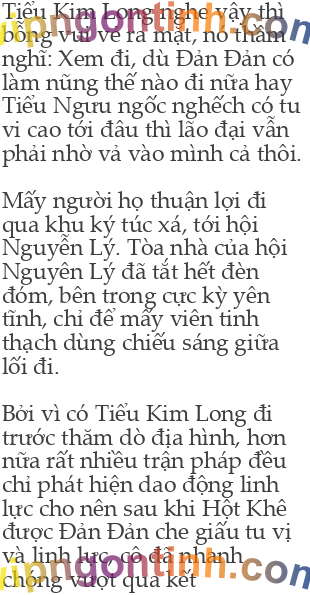 Tiểu Kim Long nghe vậy thì
bỗng vui vẻ ra mặt, nó thầm
nghĩ: Xem đi, dù Đản Đản có
làm nũng thế nào đi nữa hay
Tiểu Ngưu ngốc nghếch có tu
vi cao tới đâu thì lão đại vẫn
phải nhờ vả vào mình cả thôi.
Mấy người họ thuận lợi đi
qua khu ký túc xá, tới hội
Nguyễn Lý. Tòa nhà của hội
Nguyên Lý đã tắt hết đèn
đóm, bên trong cực kỳ yên
tĩnh, chỉ để mấy viên tinh
thạch dùng chiếu sáng giữa
lối đi.
Bởi vì có Tiểu Kim Long đi
trước thăm dò địa hình, hơn
nữa rất nhiều trận pháp đều
chỉ phát hiện dao động linh
lực cho nên sau khi Hột Khê
được Đản Đản che giấu tu vị
và linh lực, cô đã nhanh
chóng vượt qua kết
vipngontinh.com